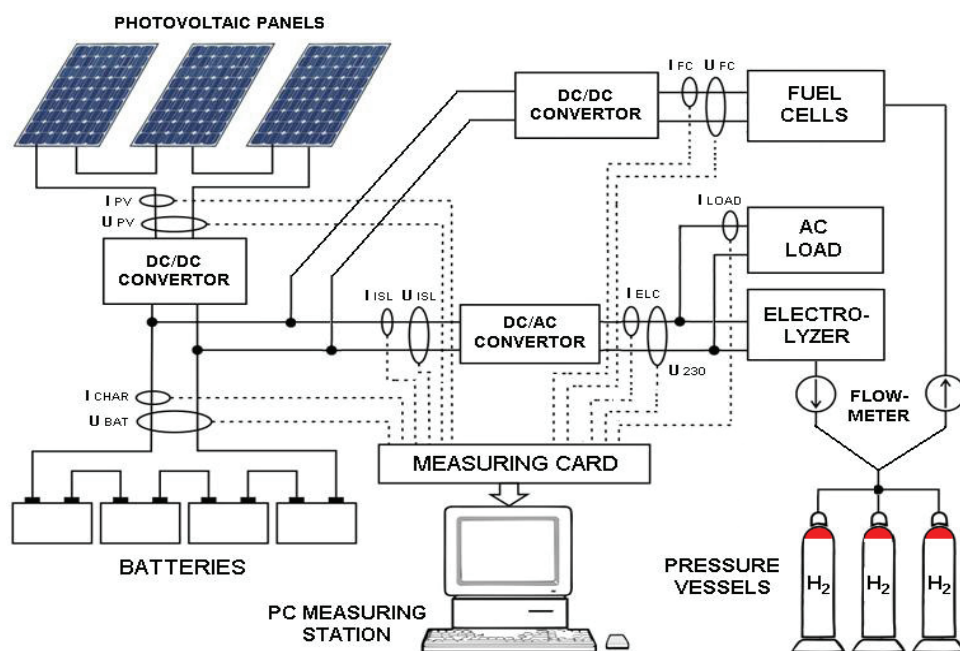 PHOTOVOLTAIC PANELS
I PV
U PV
DC/DC
CONVERTOR
DC/DC
CONVERTOR
I FC
U FC
FUEL
CELLS
I LOAD
AC
LOAD
I ISL
U ISL
DC/AC
CONVERTOR
I ELC
U 230
ELECTRO-
LYZER
FLOW-
METER
I CHAR
U BAT
MEASURING CARD
BATTERIES
PC MEASURING
STATION
PRESSURE
VESSELS
H2
H2
H2